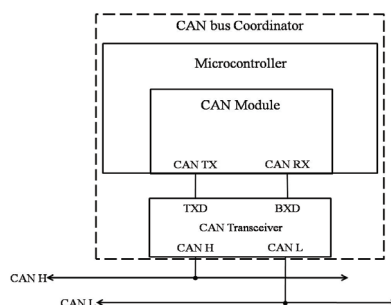 CAN bus Coordinator
Microcontroller
CAN Module
CAN TX CAN RX
TXD BXD
CAN Transceiver
CAN H CAN L
CAN H
CAN L